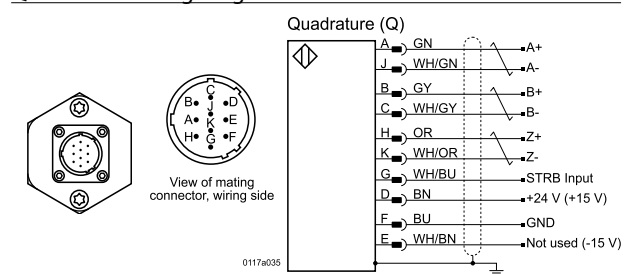 Quadrature (Q)
A GN A+
J WH/GN A-
B GY B+
C WH/GY B-
H OR Z+
K WH/OR Z-
G WH/BU STRB Input
D BN +24 V (+15 V)
F BU GND
E WH/BN Not used (-15 V)
C
B J D
A K E
H G F
View of mating
connector, wiring side
0117a035